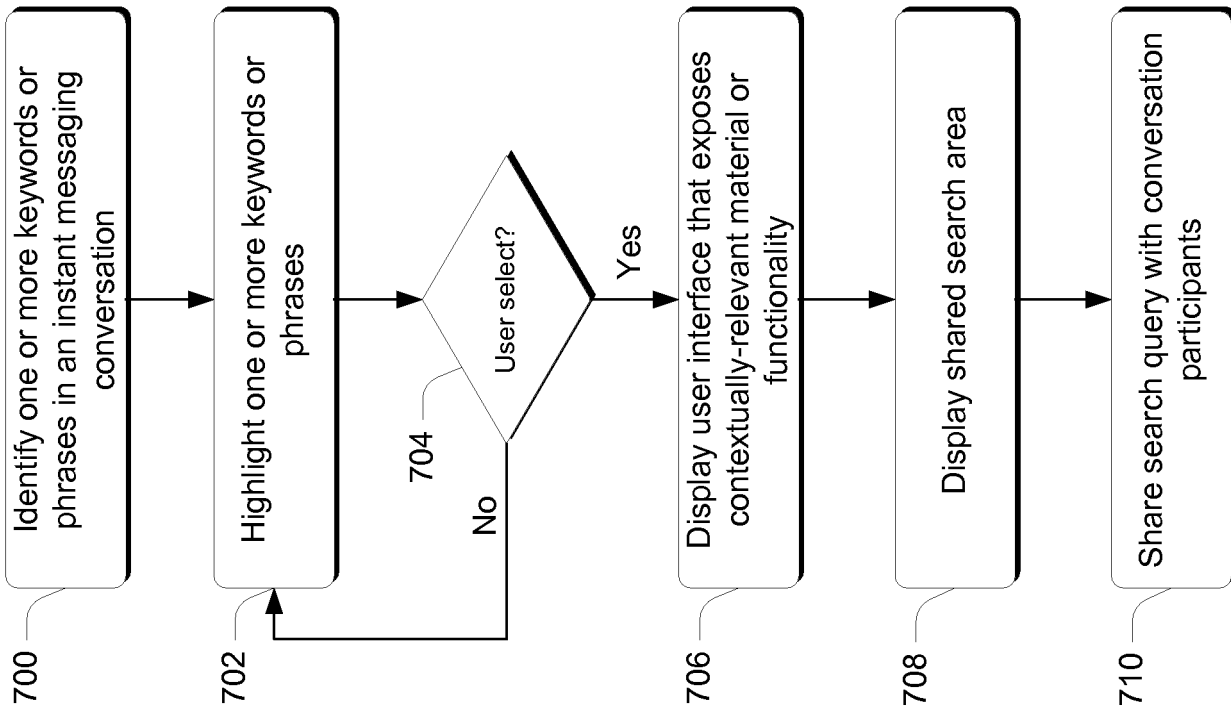 700
Identify one or more keywords or
phrases in an instant messaging
conversation
702
Highlight one or more keywords or
phrases
704
User select?
No
Yes
706
Display user interface that exposes
contextually-relevant material or
functionality
708
Display shared search area
710
Share search query with conversation
participants